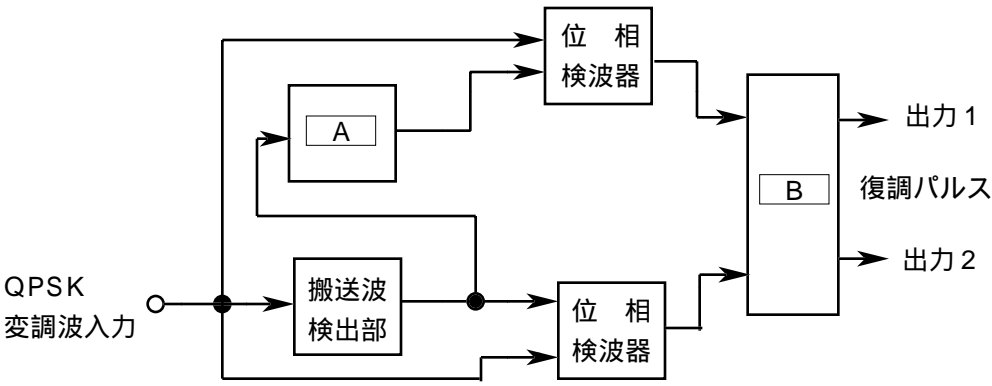 位　相
検波器
A
出力1
B
復調パルス
出力2
QPSK
変調波入力
搬送波
検出部
位　相
検波器